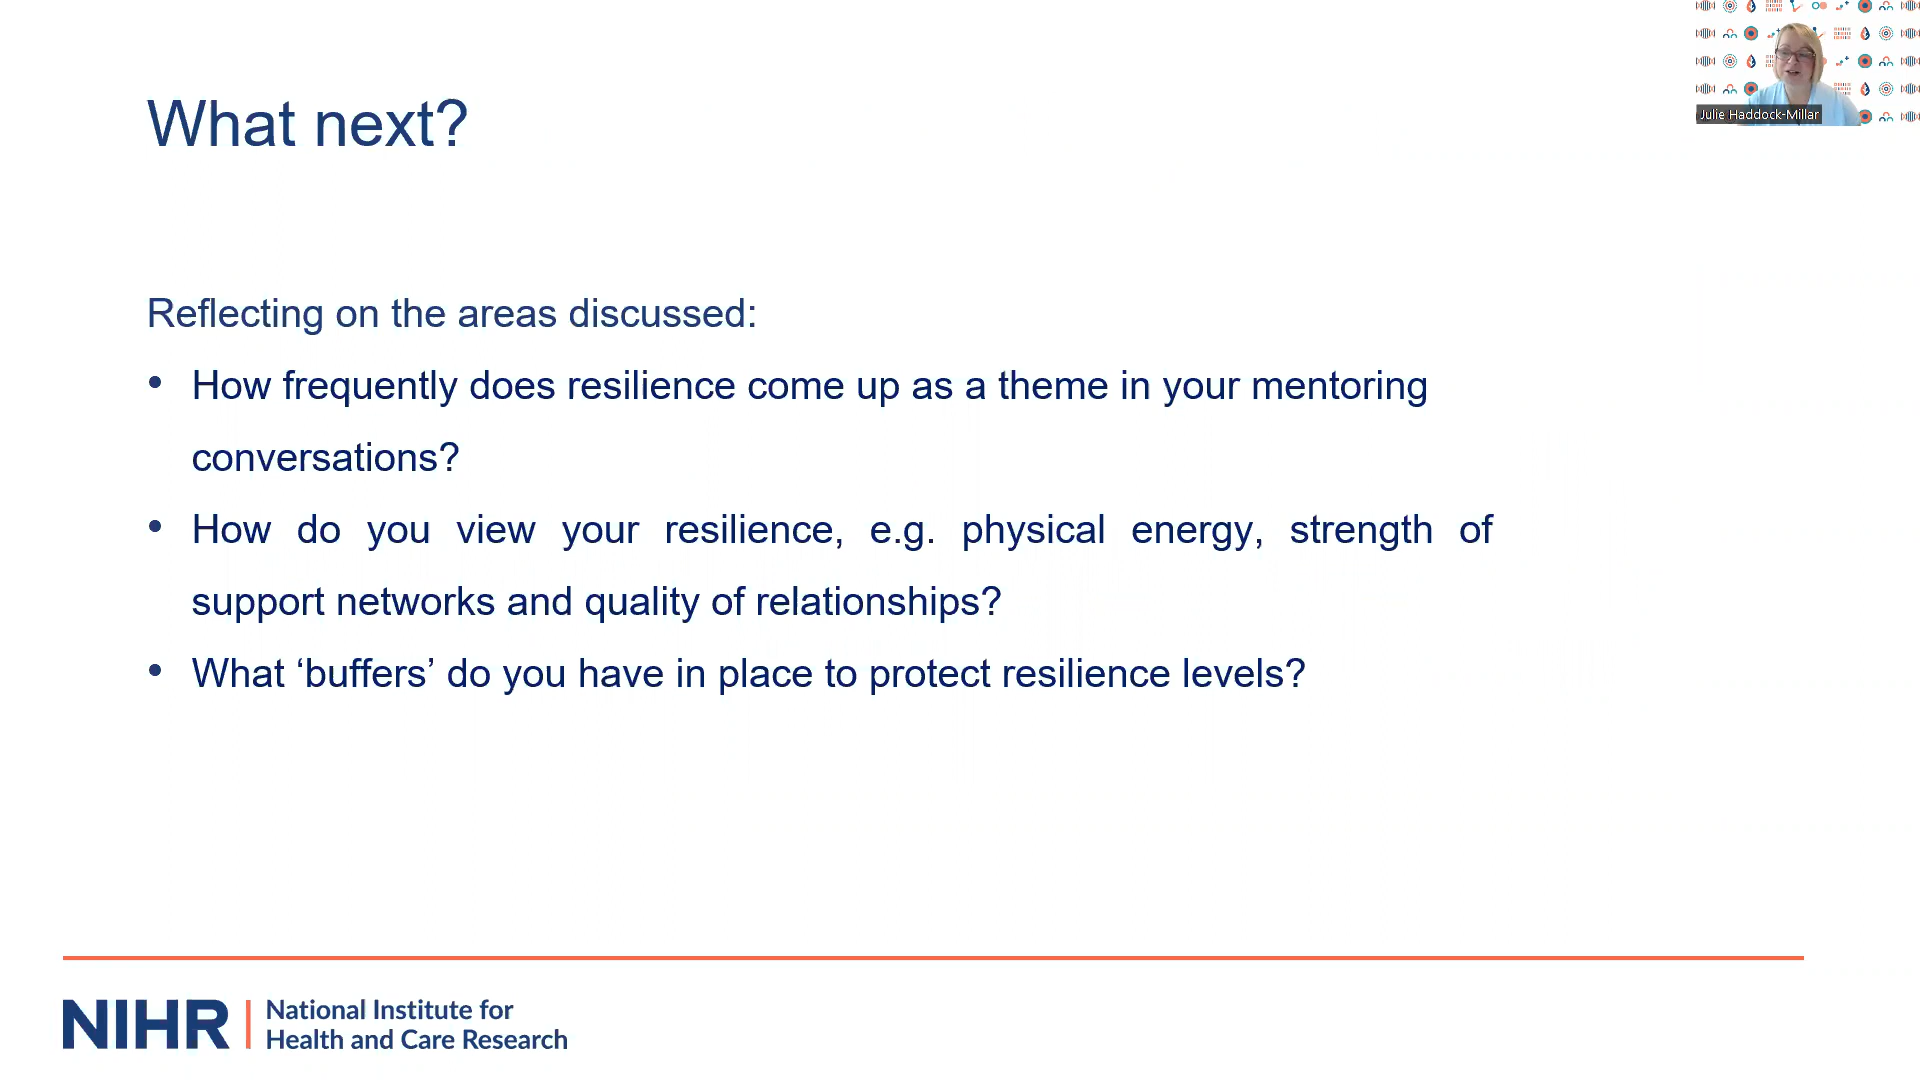 What next?
Julie Haddock-Millar
Reflecting on the areas discussed:
• How frequently does resilience come up as a theme in your mentoring
conversations?
• How do you view your resilience, e.g. physical energy, strength of
support networks and quality of relationships?
• What ‘buffers’ do you have in place to protect resilience levels?
NIHR | National Institute for
Health and Care Research